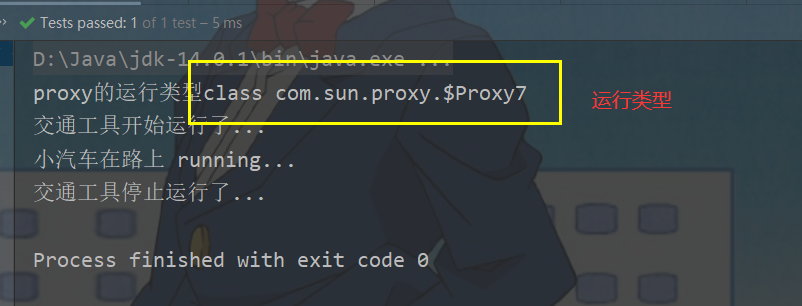 Tests passed: 1 of 1 test – 5 ms
D:\Java\jdk-14.0.1\bin\java.exe ...
proxy的运行类型class com.sun.proxy.$Proxy7
运行类型
交通工具开始运行了...
小汽车在路上 running...
交通工具停止运行了...
Process finished with exit code 0